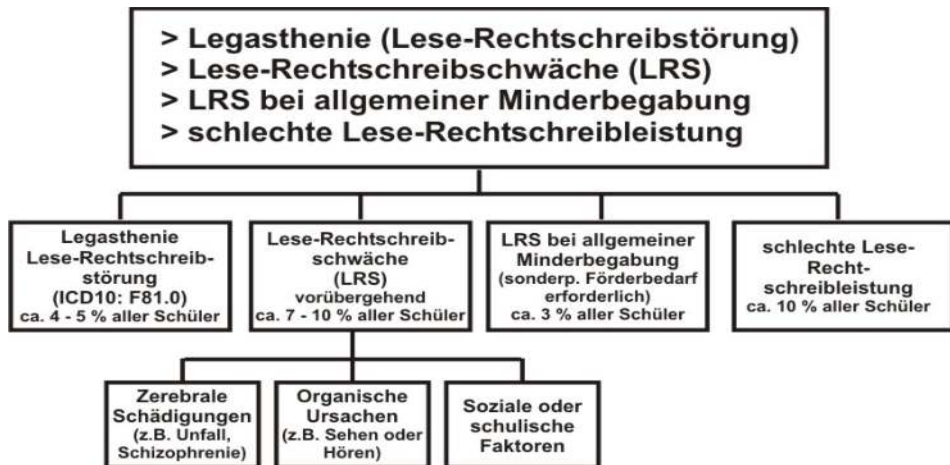 > Legasthenie (Lese-Rechtschreibstörung)
> Lese-Rechtschreibschwäche (LRS)
> LRS bei allgemeiner Minderbegabung
> schlechte Lese-Rechtschreibleistung
Legasthenie
Lese-Rechtschreib-
störung
(ICD10: F81.0)
ca. 4 - 5 % aller Schüler
Lese-Rechtschreib-
schwäche
(LRS)
vorübergehend
ca. 7 - 10 % aller Schüler
LRS bei allgemeiner
Minderbegabung
(sonderp. Förderbedarf
erforderlich)
ca. 3 % aller Schüler
schlechte Lese-
Recht-
schreibleistung
ca. 10 % aller Schüler
Zerebrale
Schädigungen
(z.B. Unfall,
Schizophrenie)
Organische
Ursachen
(z.B. Sehen oder
Hören)
Soziale oder
schulische
Faktoren